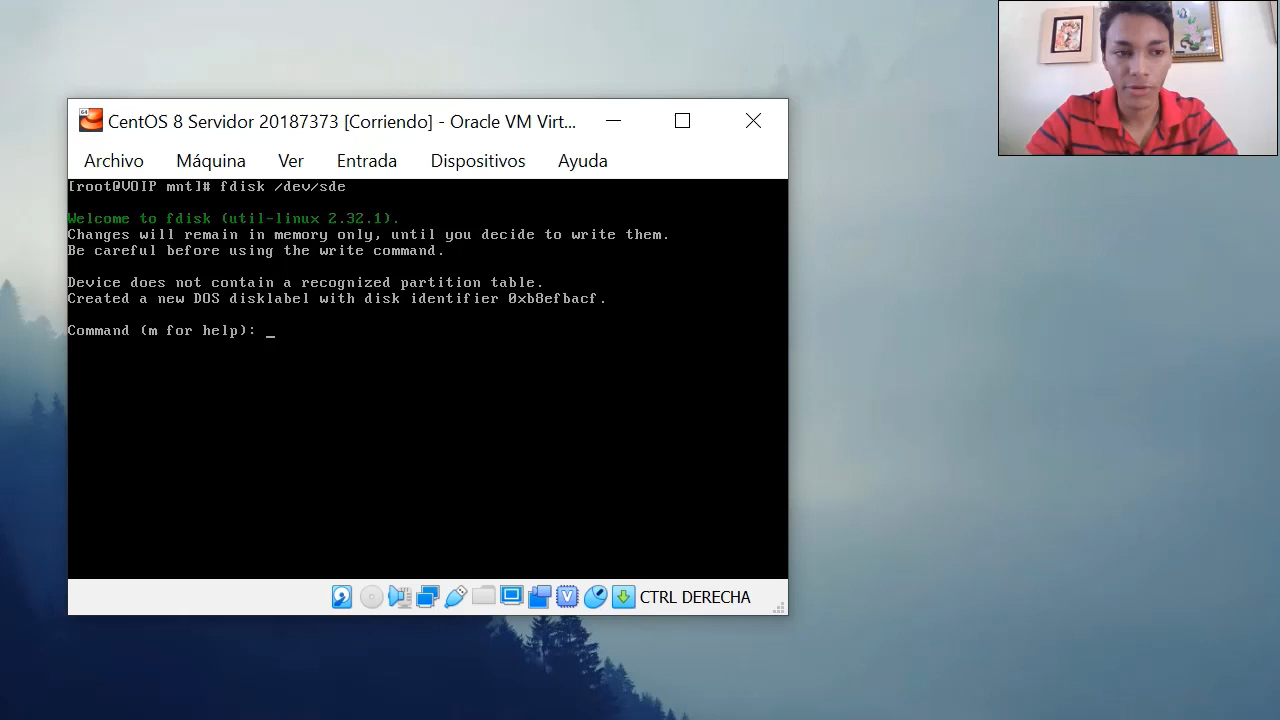 64
CentOS 8 Servidor 20187373 [Corriendo] - Oracle VM Virt...
Archivo Máquina Ver Entrada Dispositivos Ayuda
[root@VOIP mnt]# fdisk /dev/sde
Welcome to fdisk (util-linux 2.32.1).
Changes will remain in memory only, until you decide to write them.
Be careful before using the write command.
Device does not contain a recognized partition table.
Created a new DOS disklabel with disk identifier 0xb8efbacf.
Command (m for help): _
V
CTRL DERECHA